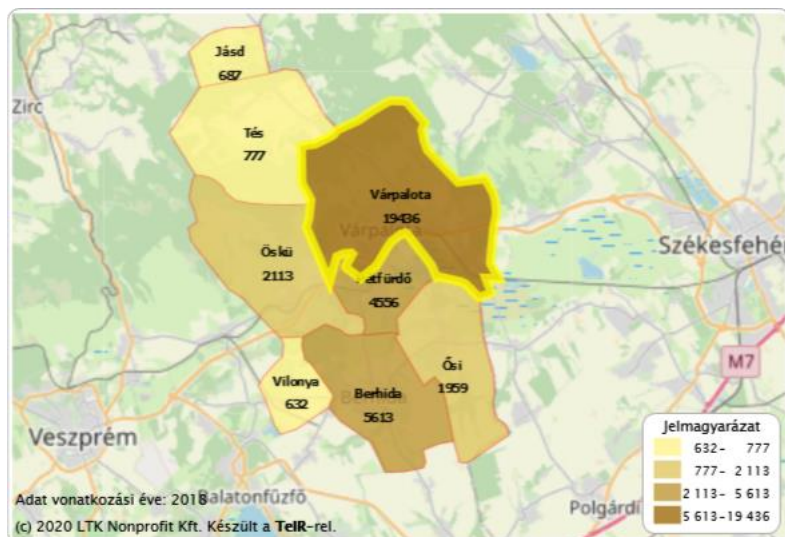 Jásd
687
Zirc
Tés
777
Várpalota
19436
Várpalota
Székesfehér
Öskü
2113
Pétfürdő
4556
Ősi
1959
M7
Vilonya
632
Berhida
5613
Berhida
Veszprém
Jelmagyarázat
632- 777
777- 2 113
2 113- 5 613
5 613-19 436
Adat vonatkozási éve: 2018
Balatonfűzfő
Polgárdi
(c) 2020 LTK Nonprofit Kft. Készült a TeIR-rel.